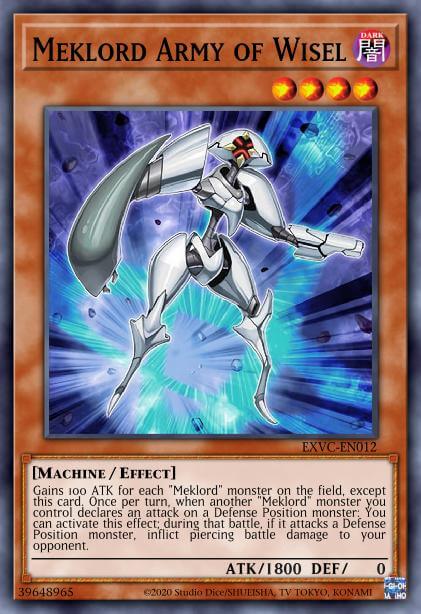 MEKLORD ARMY OF WISEL
DARK
闇
EXVC-EN012
[MACHINE / EFFECT]
Gains 100 ATK for each "Meklord" monster on the field, except
this card. Once per turn, when another "Meklord" monster you
control declares an attack on a Defense Position monster: You
can activate this effect; during that battle, if it attacks a Defense
Position monster, inflict piercing battle damage to your
opponent.
ATK/1800 DEF/ 0
39648965
©2020 Studio Dice/SHUEISHA, TV TOKYO, KONAMI